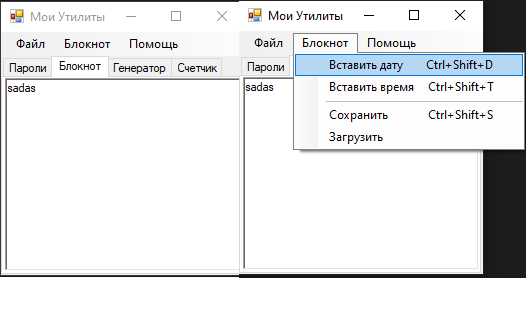 Мои Утилиты
Файл Блокнот Помощь
Пароли Блокнот Генератор Счетчик
sadas
Мои Утилиты
Файл Блокнот Помощь
Пароли
sadas
Вставить дату Ctrl+Shift+D
Вставить время Ctrl+Shift+T
Сохранить Ctrl+Shift+S
Загрузить